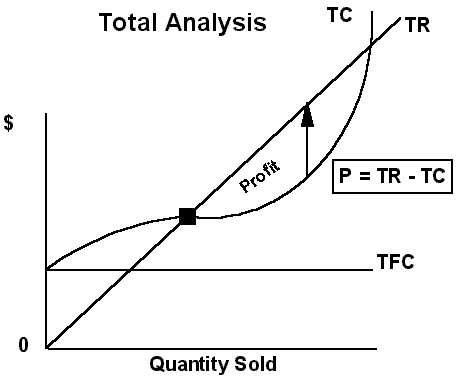 Total Analysis
TC
TR
$
Profit
P = TR - TC
TFC
0
Quantity Sold